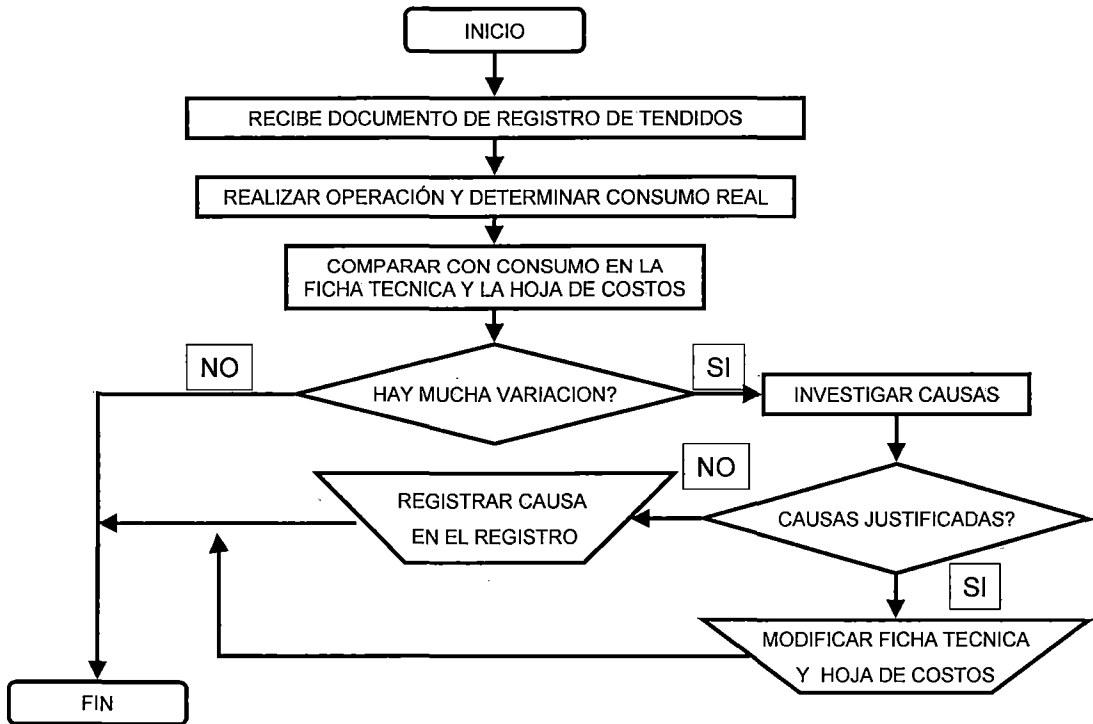 INICIO
RECIBE DOCUMENTO DE REGISTRO DE TENDIDOS
REALIZAR OPERACIÓN Y DETERMINAR CONSUMO REAL
COMPARAR CON CONSUMO EN LA
FICHA TECNICA Y LA HOJA DE COSTOS
NO
HAY MUCHA VARIACION?
SI
INVESTIGAR CAUSAS
NO
REGISTRAR CAUSA
EN EL REGISTRO
CAUSAS JUSTIFICADAS?
SI
MODIFICAR FICHA TECNICA
Y HOJA DE COSTOS
FIN